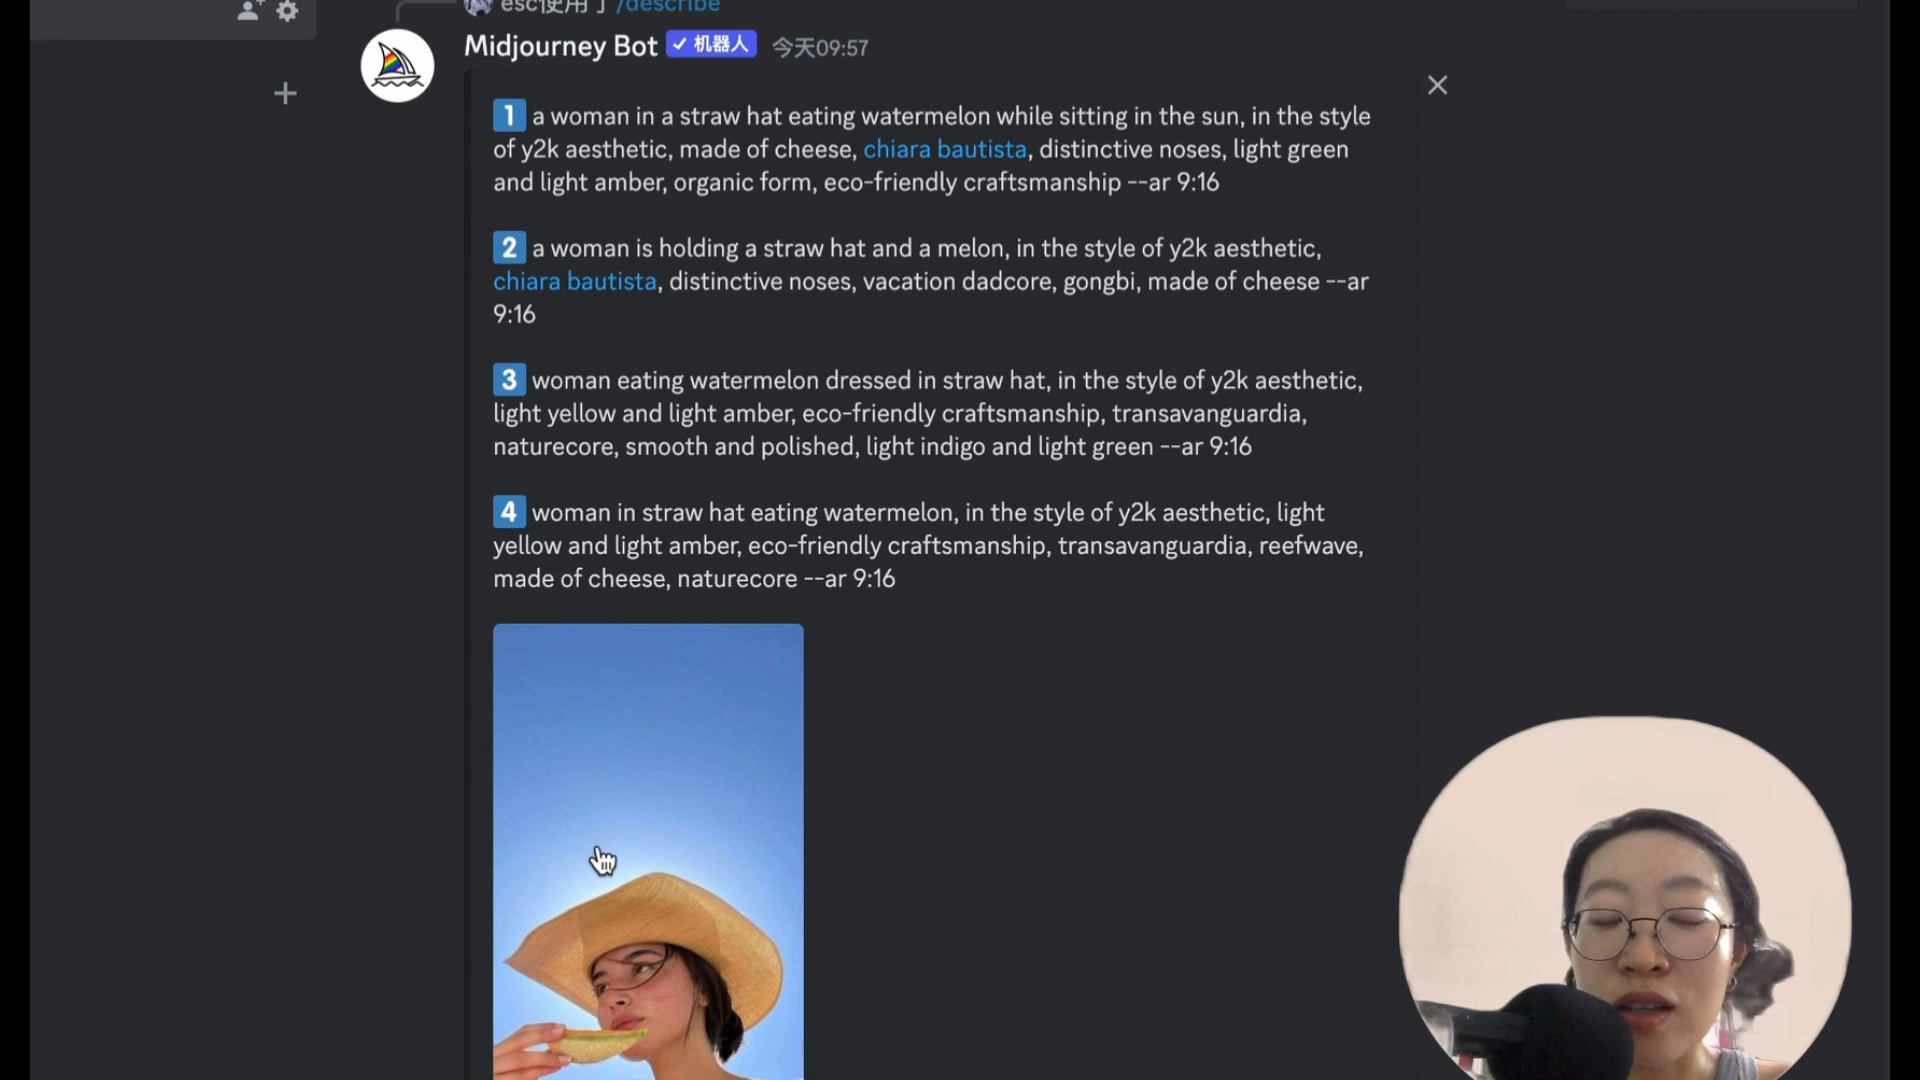 esc使用了 /describe
Midjourney Bot ✓ 机器人 今天09:57
1 a woman in a straw hat eating watermelon while sitting in the sun, in the style
of y2k aesthetic, made of cheese, chiara bautista, distinctive noses, light green
and light amber, organic form, eco-friendly craftsmanship --ar 9:16
2 a woman is holding a straw hat and a melon, in the style of y2k aesthetic,
chiara bautista, distinctive noses, vacation dadcore, gongbi, made of cheese --ar
9:16
3 woman eating watermelon dressed in straw hat, in the style of y2k aesthetic,
light yellow and light amber, eco-friendly craftsmanship, transavanguardia,
naturecore, smooth and polished, light indigo and light green --ar 9:16
4 woman in straw hat eating watermelon, in the style of y2k aesthetic, light
yellow and light amber, eco-friendly craftsmanship, transavanguardia, reefwave,
made of cheese, naturecore --ar 9:16